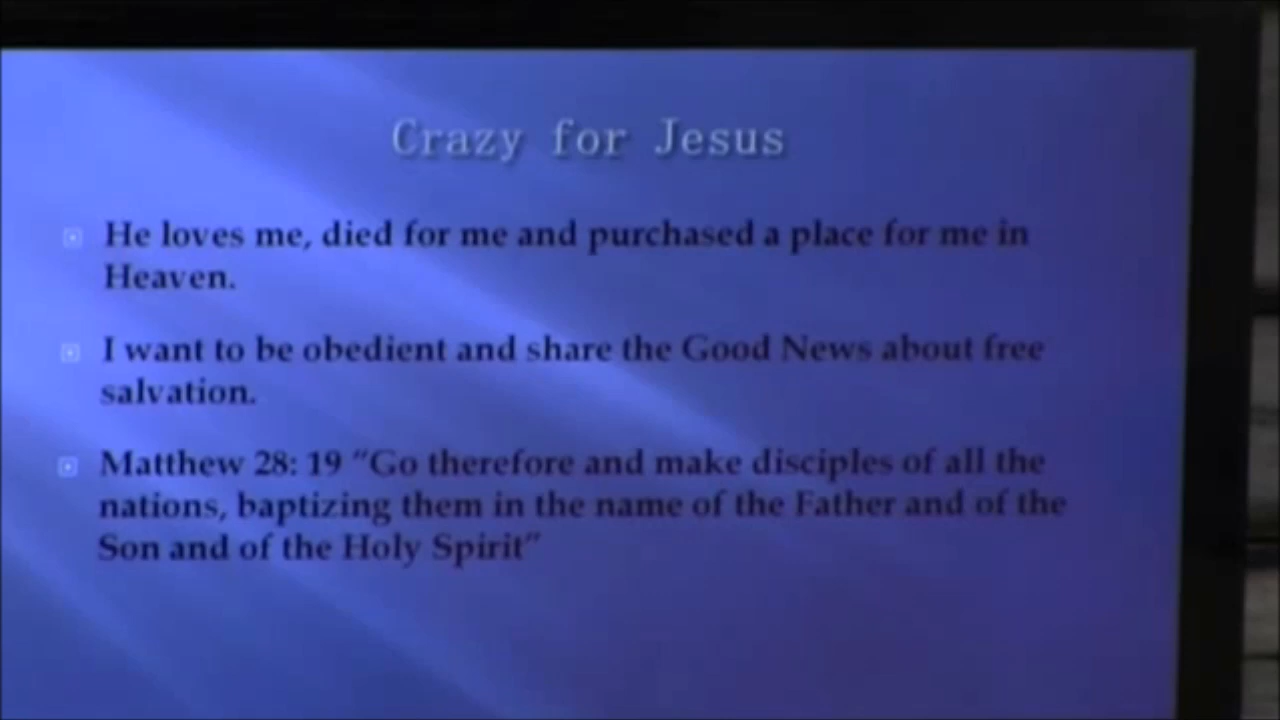 Crazy for Jesus
He loves me, died for me and purchased a place for me in
Heaven.
I want to be obedient and share the Good News about free
salvation.
Matthew 28: 19 “Go therefore and make disciples of all the
nations, baptizing them in the name of the Father and of the
Son and of the Holy Spirit”